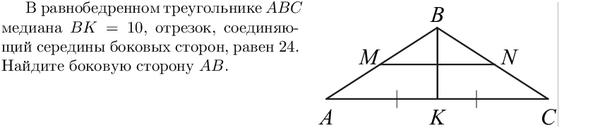 В равнобедренном треугольнике ABC
медиана BK = 10, отрезок, соединяю-
щий середины боковых сторон, равен 24.
Найдите боковую сторону AB.
B
M
N
A
K
C